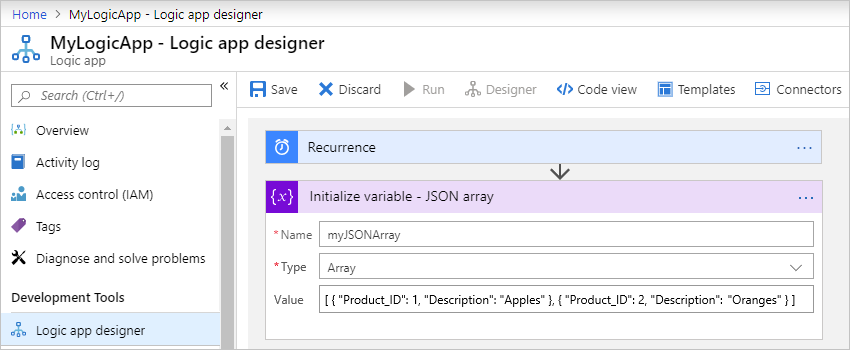 Home > MyLogicApp - Logic app designer
MyLogicApp - Logic app designer
Logic app
Search (Ctrl+/)
«
Overview
Activity log
Access control (IAM)
Tags
Diagnose and solve problems
Development Tools
Logic app designer
Save Discard Run Designer Code view Templates Connectors
Recurrence ...
{x} Initialize variable - JSON array ...
* Name myJSONArray
* Type Array
Value [ { "Product_ID": 1, "Description": "Apples" }, { "Product_ID": 2, "Description": "Oranges" } ]